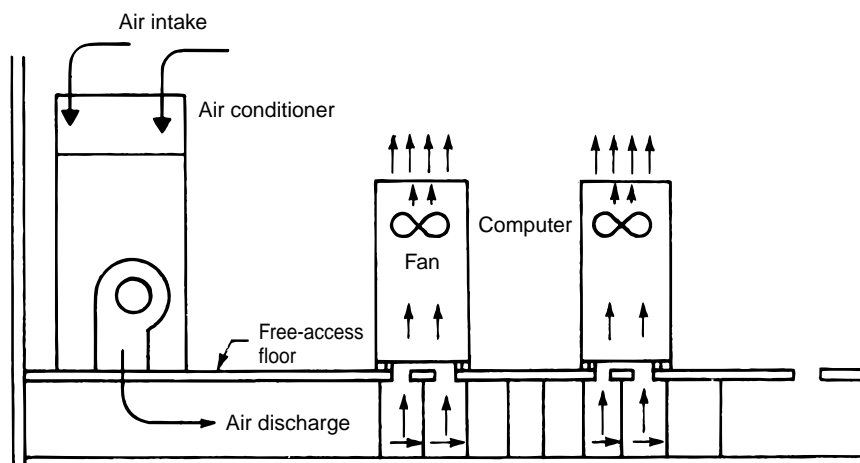 Air intake
Air conditioner
Computer
Fan
Free-access
floor
Air discharge